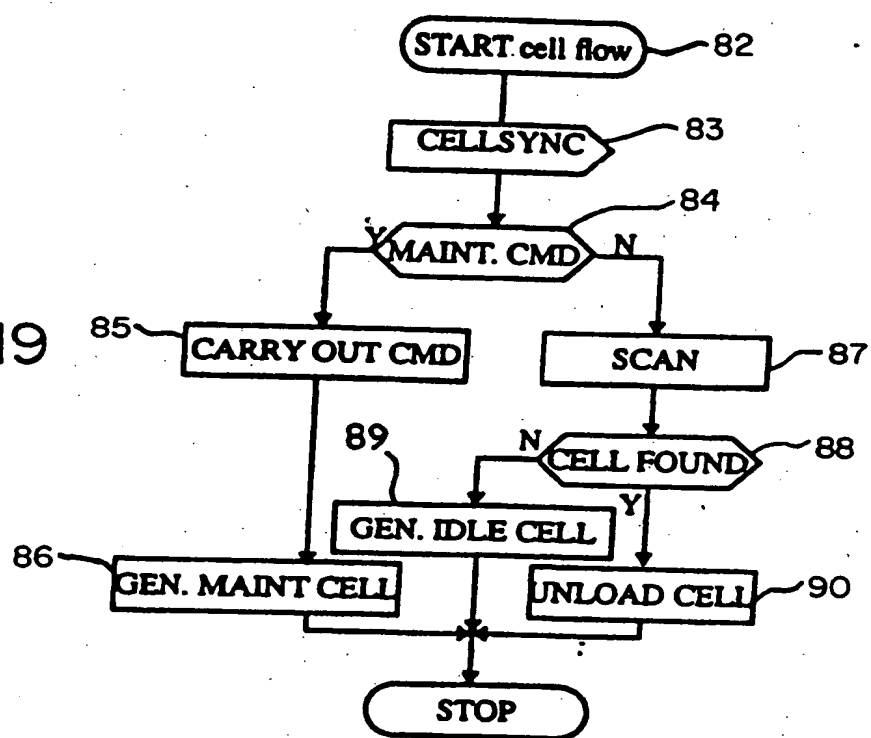 START cell flow
82
CELLSYNC
83
84
Y
MAINT. CMD
N
19
85
CARRY OUT CMD
SCAN
87
89
N
CELL FOUND
88
GEN. IDLE CELL
Y
86
GEN. MAINT CELL
UNLOAD CELL
90
STOP